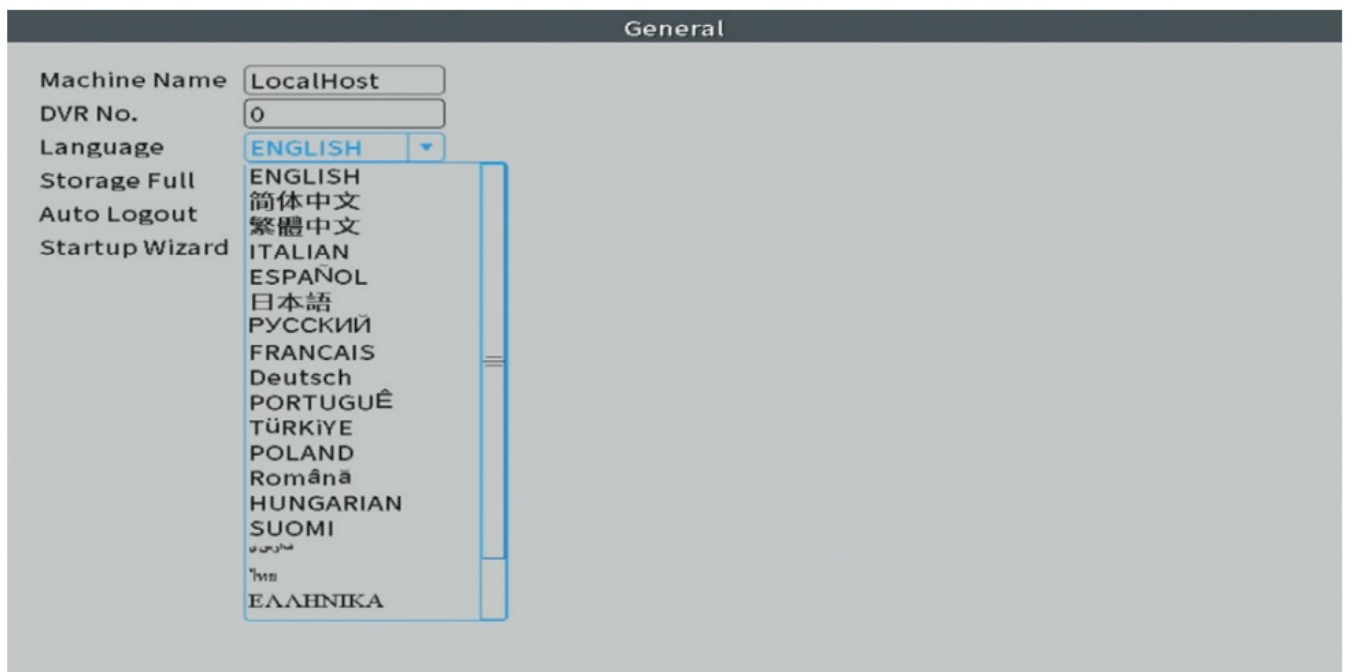 General
Machine Name LocalHost
DVR No. 0
Language ENGLISH
Storage Full
Auto Logout
Startup Wizard
ENGLISH
简体中文
繁體中文
ITALIAN
ESPAÑOL
日本語
РУССКИЙ
FRANCAIS
Deutsch
PORTUGUÊ
TÜRKİYE
POLAND
Română
HUNGARIAN
SUOMI
ไทย
ΕΛΛΗΝΙΚΑ